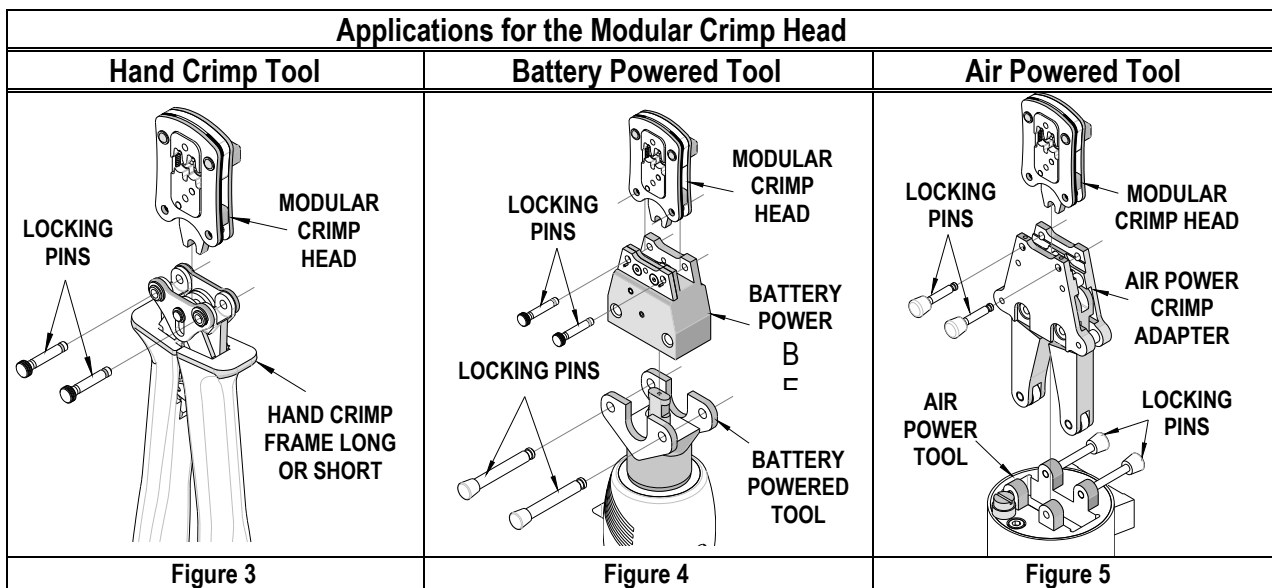 Applications for the Modular Crimp Head
Hand Crimp Tool
Battery Powered Tool
Air Powered Tool
LOCKING
PINS
MODULAR
CRIMP
HEAD
HAND CRIMP
FRAME LONG
OR SHORT
LOCKING
PINS
MODULAR
CRIMP
HEAD
BATTERY
POWER
B
LOCKING PINS
BATTERY
POWERED
TOOL
LOCKING
PINS
MODULAR
CRIMP HEAD
AIR POWER
CRIMP
ADAPTER
AIR
POWER
TOOL
LOCKING
PINS
Figure 3
Figure 4
Figure 5